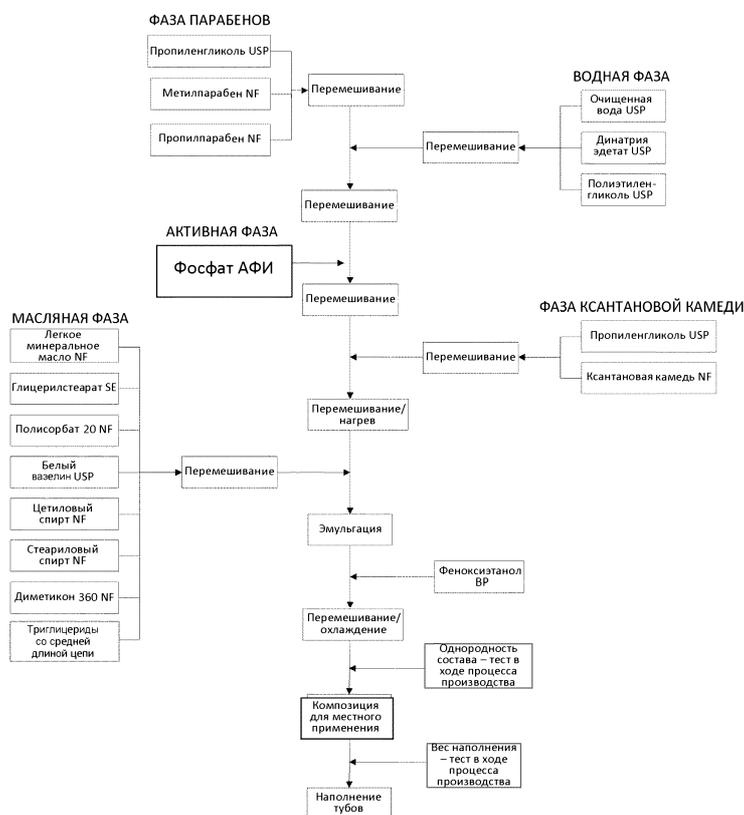 ФАЗА ПАРАБЕНОВ
Пропиленгликоль USP
Метилпарабен NF
Пропилпарабен NF
Перемешивание
ВОДНАЯ ФАЗА
Очищенная
вода USP
Динатрия
эдетат USP
Полиэтилен-
гликоль USP
Перемешивание
Перемешивание
АКТИВНАЯ ФАЗА
Фосфат АФИ
Перемешивание
ФАЗА КСАНТАНОВОЙ КАМЕДИ
Пропиленгликоль USP
Ксантановая камедь NF
Перемешивание
МАСЛЯНАЯ ФАЗА
Легкое
минеральное
масло NF
Глицерилстеарат SE
Полисорбат 20 NF
Белый
вазелин USP
Цетиловый
спирт NF
Стеариловый
спирт NF
Диметикон 360 NF
Триглицериды
со средней
длиной цепи
Перемешивание
Перемешивание/
нагрев
Эмульгация
Феноксиэтанол
BP
Перемешивание/
охлаждение
Однородность
состава – тест в
ходе процесса
производства
Композиция
для местного
применения
Вес наполнения
– тест в ходе
процесса
производства
Наполнение
тубов